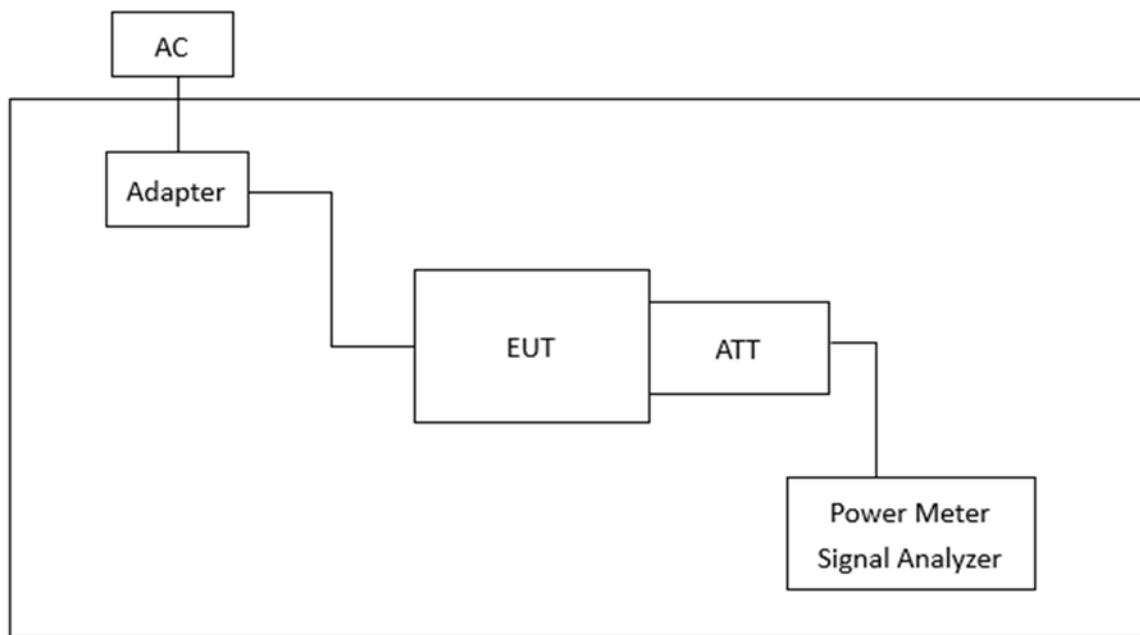 AC
Adapter
EUT
ATT
Power Meter
Signal Analyzer